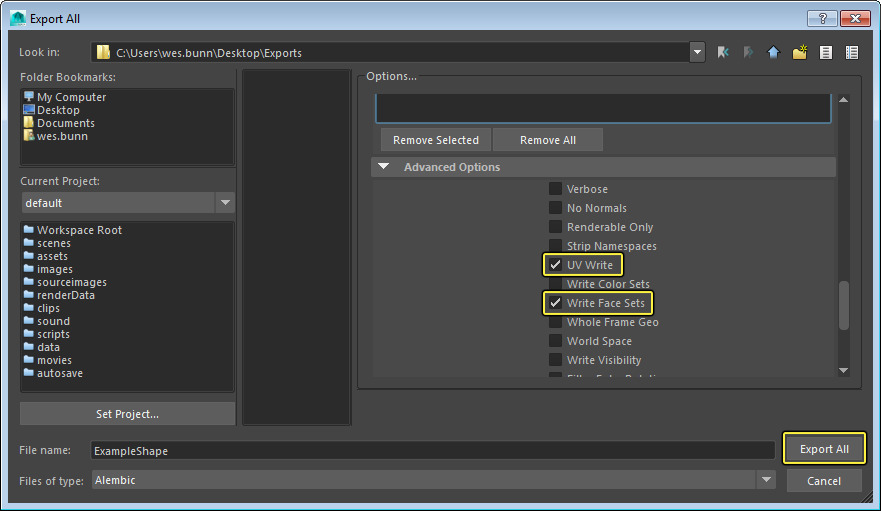 Export All
Look in:
C:\Users\wes.bunn\Desktop\Exports
Folder Bookmarks:
My Computer
Desktop
Documents
wes.bunn
Current Project:
default
Workspace Root
scenes
assets
images
sourceimages
renderData
clips
sound
scripts
data
movies
autosave
Set Project...
Options...
Remove Selected
Remove All
Advanced Options
Verbose
No Normals
Renderable Only
Strip Namespaces
UV Write
Write Color Sets
Write Face Sets
Whole Frame Geo
World Space
Write Visibility
File name:
ExampleShape
Export All
Files of type:
Alembic
Cancel